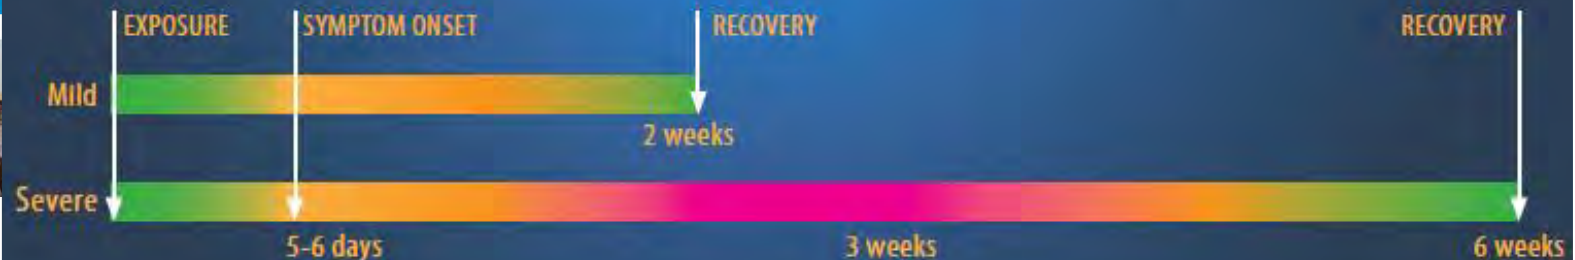 EXPOSURE
SYMPTOM ONSET
RECOVERY
RECOVERY
Mild
2 weeks
Severe
5-6 days
3 weeks
6 weeks